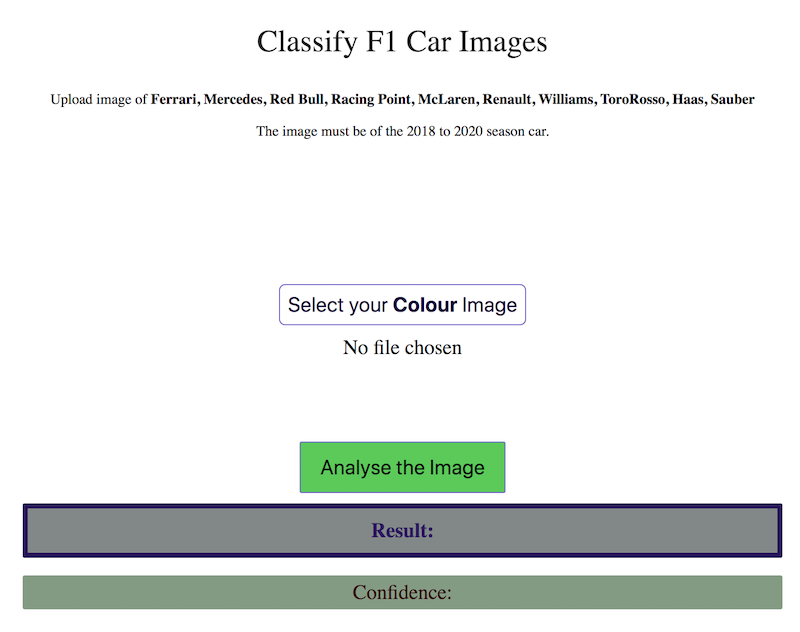 Classify F1 Car Images
Upload image of Ferrari, Mercedes, Red Bull, Racing Point, McLaren, Renault, Williams, ToroRosso, Haas, Sauber
The image must be of the 2018 to 2020 season car.
Select your Colour Image
No file chosen
Analyse the Image
Result:
Confidence: